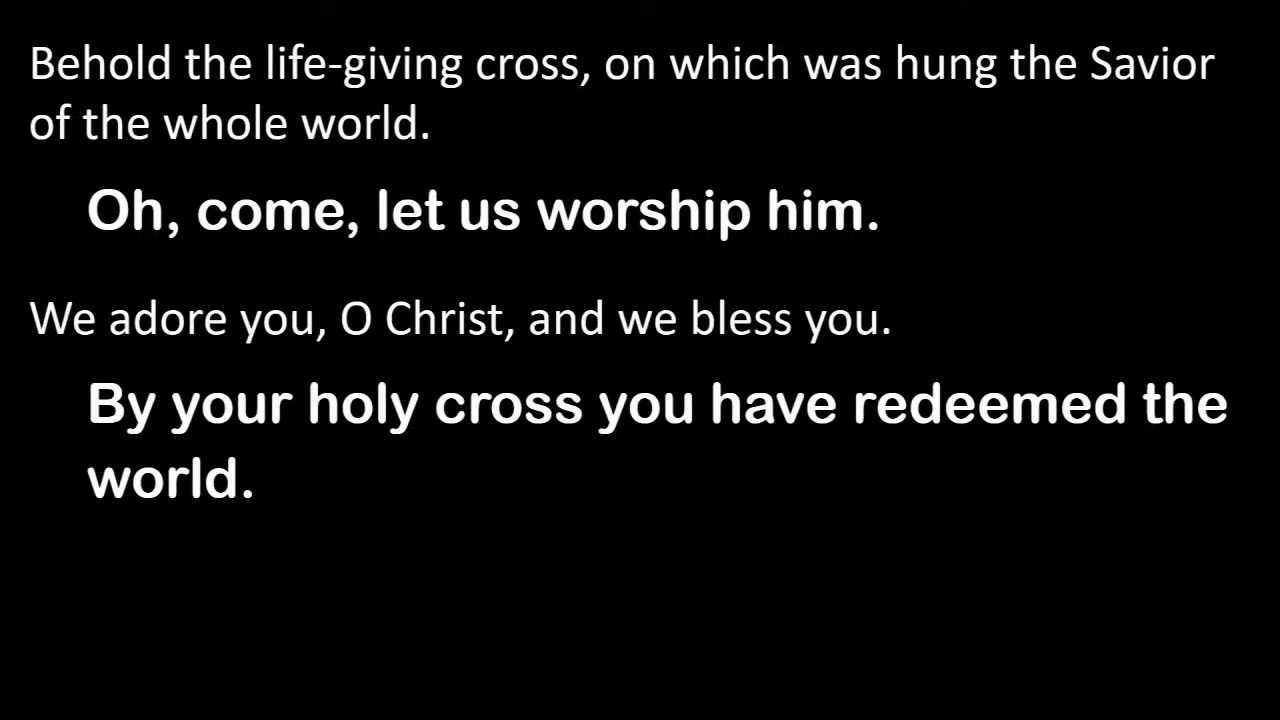 Behold the life-giving cross, on which was hung the Savior
of the whole world.
Oh, come, let us worship him.
We adore you, O Christ, and we bless you.
By your holy cross you have redeemed the
world.